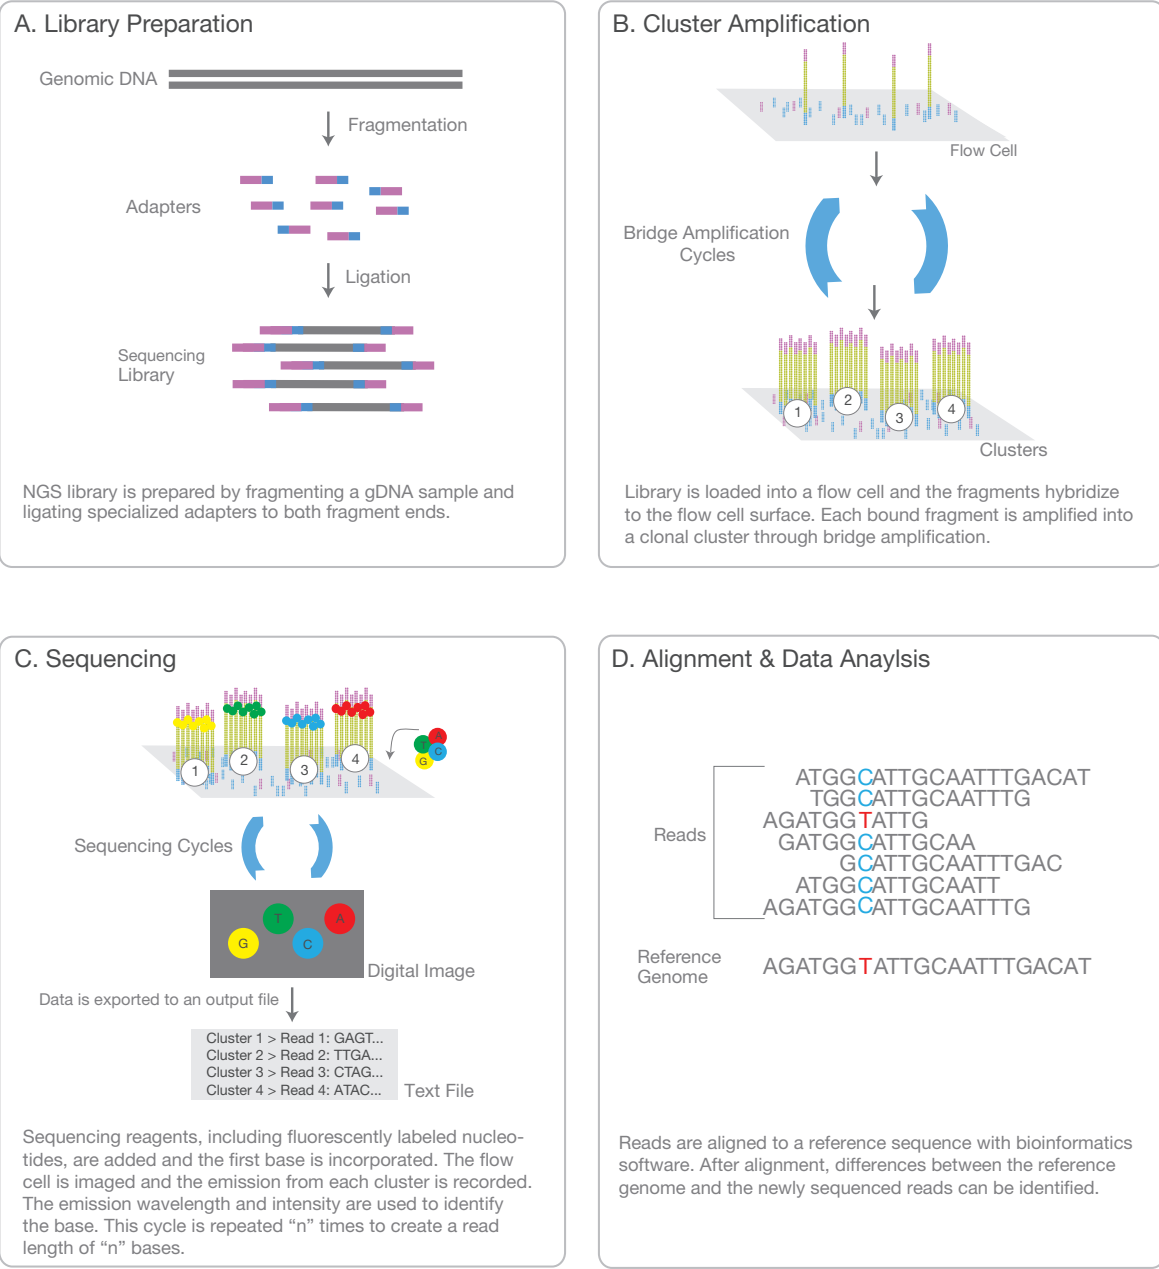 A. Library Preparation
Genomic DNA
Fragmentation
Adapters
Ligation
Sequencing
Library
NGS library is prepared by fragmenting a gDNA sample and
ligating specialized adapters to both fragment ends.
B. Cluster Amplification
Flow Cell
Bridge Amplification
Cycles
1
2
3
4
Clusters
Library is loaded into a flow cell and the fragments hybridize
to the flow cell surface. Each bound fragment is amplified into
a clonal cluster through bridge amplification.
C. Sequencing
1
2
3
4
A
T
C
G
Sequencing Cycles
T
A
G
C
Digital Image
Data is exported to an output file
Cluster 1 > Read 1: GAGT...
Cluster 2 > Read 2: TTGA...
Cluster 3 > Read 3: CTAG...
Cluster 4 > Read 4: ATAC...
Text File
Sequencing reagents, including fluorescently labeled nucleo-
tides, are added and the first base is incorporated. The flow
cell is imaged and the emission from each cluster is recorded.
The emission wavelength and intensity are used to identify
the base. This cycle is repeated “n” times to create a read
length of “n” bases.
D. Alignment & Data Anaylsis
Reads
ATGGCATTGCAATTTGACAT
TGGCATTGCAATTTG
AGATGGTATTG
GATGGCATTGCAA
GCATTGCAATTTGAC
ATGGCATTGCAATT
AGATGGCATTGCAATTTG
Reference
Genome
AGATGGTATTGCAATTTGACAT
Reads are aligned to a reference sequence with bioinformatics
software. After alignment, differences between the reference
genome and the newly sequenced reads can be identified.